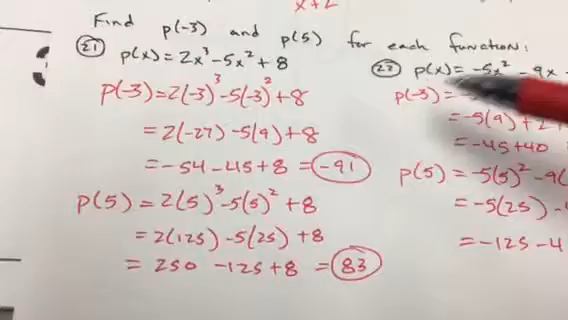 x+2
Find p(-3) and p(5) for each function:
21 p(x) = 2x³ -5x² + 8
p(-3) = 2(-3)³ -5(-3)² + 8
= 2(-27) -5(9) + 8
= -54 -45 + 8 = -91
p(5) = 2(5)³ -5(5)² + 8
= 2(125) -5(25) + 8
= 250 -125 + 8 = 83
22 p(x) = -5x² -9x
p(-3) =
= -5(9) + 2
= -45 + 40
p(5) = -5(5)² -9(
= -5(25) -
= -125 -4